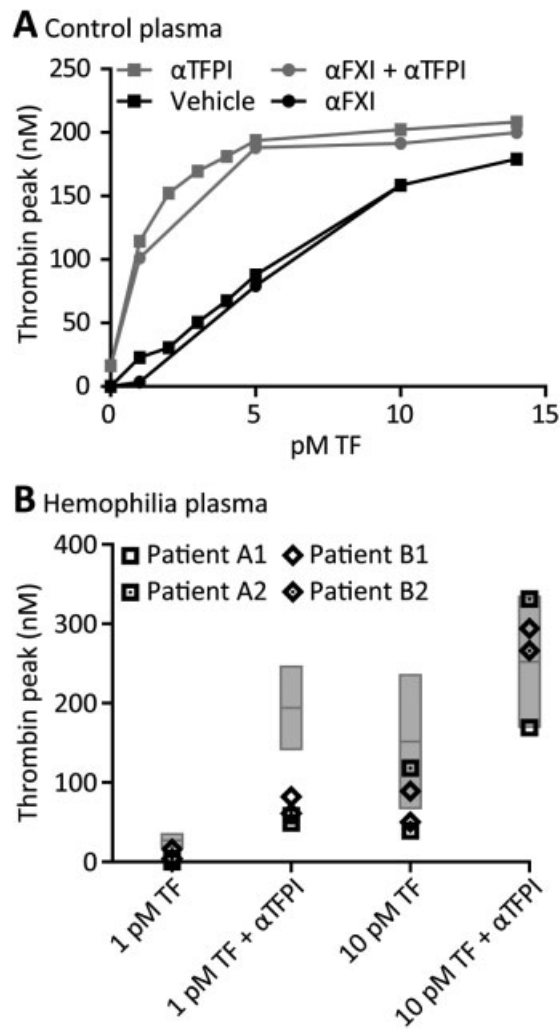 A Control plasma
250
αTFPI αFXI + αTFPI
Vehicle αFXI
200
150
100
50
0
0 5 10 15
pM TF
Thrombin peak (nM)
B Hemophilia plasma
400
Patient A1 Patient B1
Patient A2 Patient B2
300
200
100
0
Thrombin peak (nM)
1 pM TF
1 pM TF + αTFPI
10 pM TF
10 pM TF + αTFPI